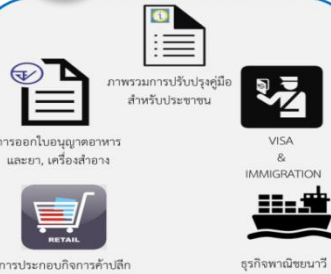 ภาพรวมการปรับปรุงคู่มือ
สำหรับประชาชน
การออกใบอนุญาตอาหาร
และยา, เครื่องสำอาง
VISA
&
IMMIGRATION
RETAIL
การประกอบกิจการค้าปลีก
ธุรกิจพาณิชยนาวี